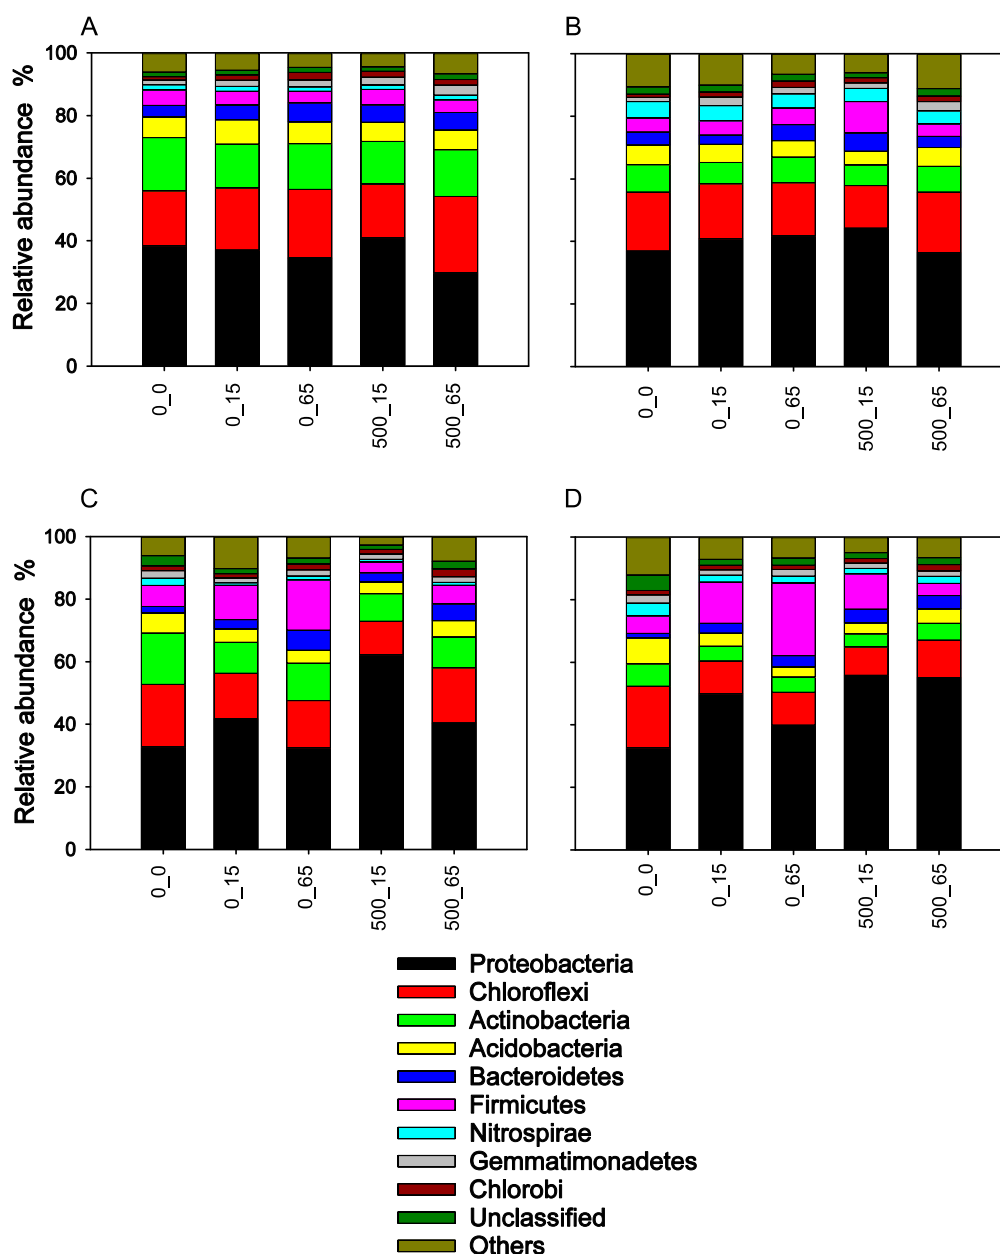 A
B
Relative abundance %
100
80
60
40
20
0
0_0
0_15
0_65
500_15
500_65
0_0
0_15
0_65
500_15
500_65
C
D
Relative abundance %
100
80
60
40
20
0
0_0
0_15
0_65
500_15
500_65
0_0
0_15
0_65
500_15
500_65
Proteobacteria
Chloroflexi
Actinobacteria
Acidobacteria
Bacteroidetes
Firmicutes
Nitrospirae
Gemmatimonadetes
Chlorobi
Unclassified
Others